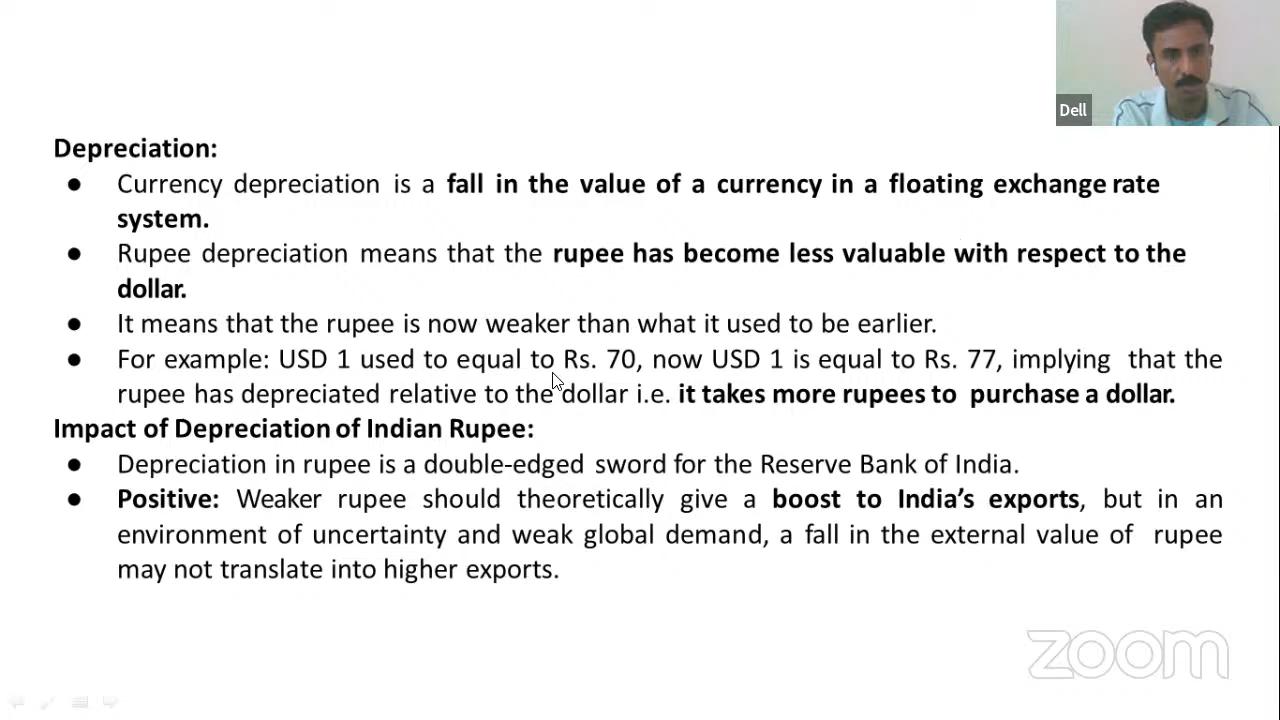 Dell
Depreciation:
● Currency depreciation is a fall in the value of a currency in a floating exchange rate
system.
● Rupee depreciation means that the rupee has become less valuable with respect to the
dollar.
● It means that the rupee is now weaker than what it used to be earlier.
● For example: USD 1 used to equal to Rs. 70, now USD 1 is equal to Rs. 77, implying that the
rupee has depreciated relative to the dollar i.e. it takes more rupees to purchase a dollar.
Impact of Depreciation of Indian Rupee:
● Depreciation in rupee is a double-edged sword for the Reserve Bank of India.
● Positive: Weaker rupee should theoretically give a boost to India’s exports, but in an
environment of uncertainty and weak global demand, a fall in the external value of rupee
may not translate into higher exports.
zoom